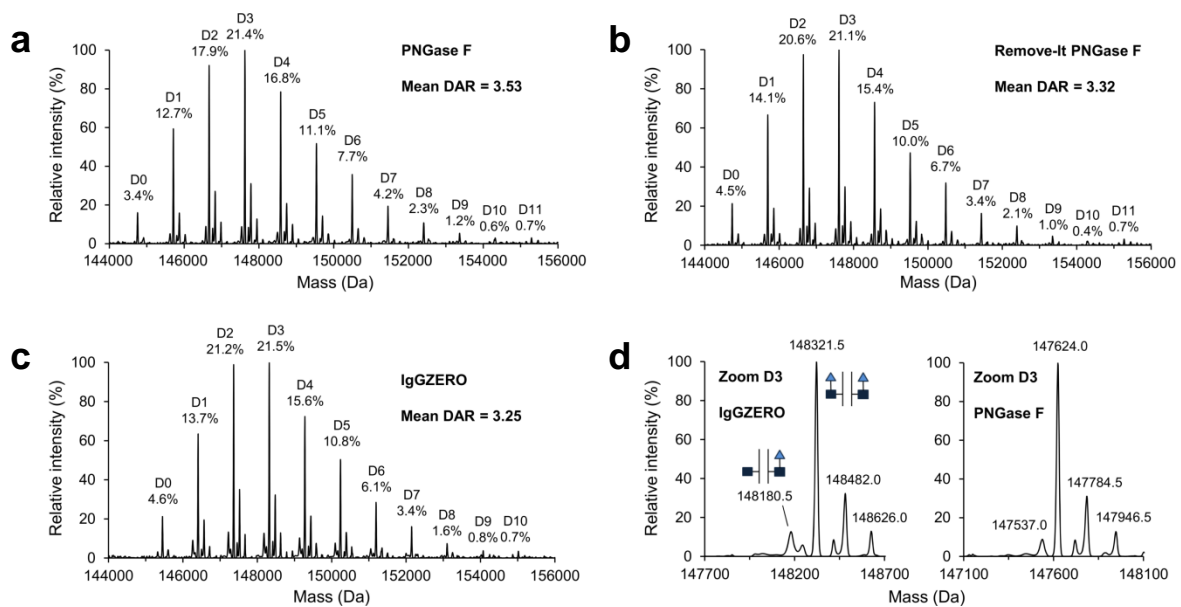 a
PNGase F
Mean DAR = 3.53
Relative intensity (%)
100
80
60
40
20
0
D0
3.4%
D1
12.7%
D2
17.9%
D3
21.4%
D4
16.8%
D5
11.1%
D6
7.7%
D7
4.2%
D8
2.3%
D9
1.2%
D10
0.6%
D11
0.7%
144000 146000 148000 150000 152000 154000 156000
Mass (Da)
b
Remove-It PNGase F
Mean DAR = 3.32
Relative intensity (%)
100
80
60
40
20
0
D0
4.5%
D1
14.1%
D2
20.6%
D3
21.1%
D4
15.4%
D5
10.0%
D6
6.7%
D7
3.4%
D8
2.1%
D9
1.0%
D10
0.4%
D11
0.7%
144000 146000 148000 150000 152000 154000 156000
Mass (Da)
c
IgGZERO
Mean DAR = 3.25
Relative intensity (%)
100
80
60
40
20
0
D0
4.6%
D1
13.7%
D2
21.2%
D3
21.5%
D4
15.6%
D5
10.8%
D6
6.1%
D7
3.4%
D8
1.6%
D9
0.8%
D10
0.7%
144000 146000 148000 150000 152000 154000 156000
Mass (Da)
d
Relative intensity (%)
100
80
60
40
20
0
Zoom D3
IgGZERO
148321.5
148180.5
148482.0
148626.0
147700 148200 148700
100
80
60
40
20
0
Zoom D3
PNGase F
147624.0
147537.0
147784.5
147946.5
147100 147600 148100
Mass (Da)